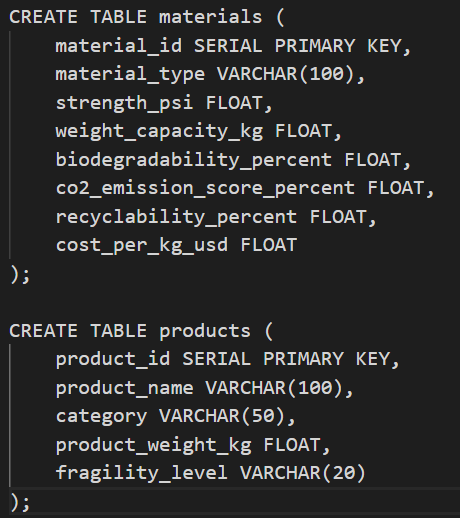 CREATE TABLE materials (
    material_id SERIAL PRIMARY KEY,
    material_type VARCHAR(100),
    strength_psi FLOAT,
    weight_capacity_kg FLOAT,
    biodegradability_percent FLOAT,
    co2_emission_score_percent FLOAT,
    recyclability_percent FLOAT,
    cost_per_kg_usd FLOAT
);

CREATE TABLE products (
    product_id SERIAL PRIMARY KEY,
    product_name VARCHAR(100),
    category VARCHAR(50),
    product_weight_kg FLOAT,
    fragility_level VARCHAR(20)
);